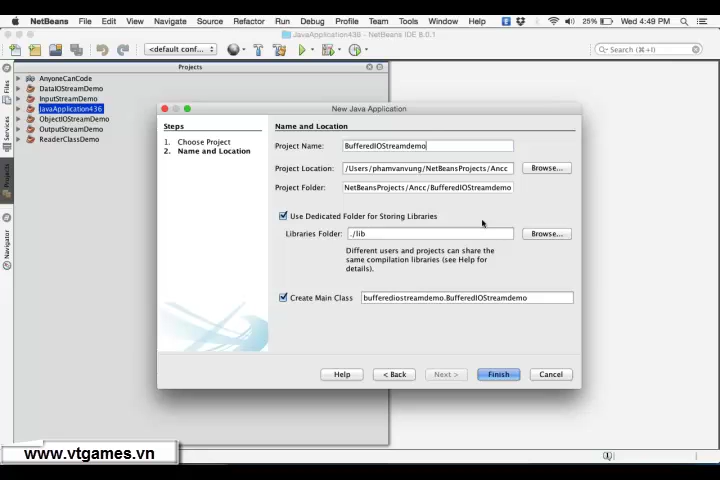 NetBeans File Edit View Navigate Source Refactor Run Debug Profile Team Tools Window Help 25% Wed 4:49 PM
JavaApplication436 – NetBeans IDE 8.0.1
<default conf... Search (⌘+I)
Projects
Files
Services
Projects
Navigator
AnyoneCanCode
DataIOStreamDemo
InputStreamDemo
JavaApplication436
ObjectIOStreamDemo
OutputStreamDemo
ReaderClassDemo
New Java Application
Steps
1. Choose Project
2. Name and Location
Name and Location
Project Name: BufferedIOStreamdemo
Project Location: /Users/phamvanvung/NetBeansProjects/Ancc Browse...
Project Folder: NetBeansProjects/Ancc/BufferedIOStreamdemo
Use Dedicated Folder for Storing Libraries
Libraries Folder: ./lib Browse...
Different users and projects can share the
same compilation libraries (see Help for
details).
Create Main Class bufferediostreamdemo.BufferedIOStreamdemo
Help < Back Next > Finish Cancel
www.vtgames.vn